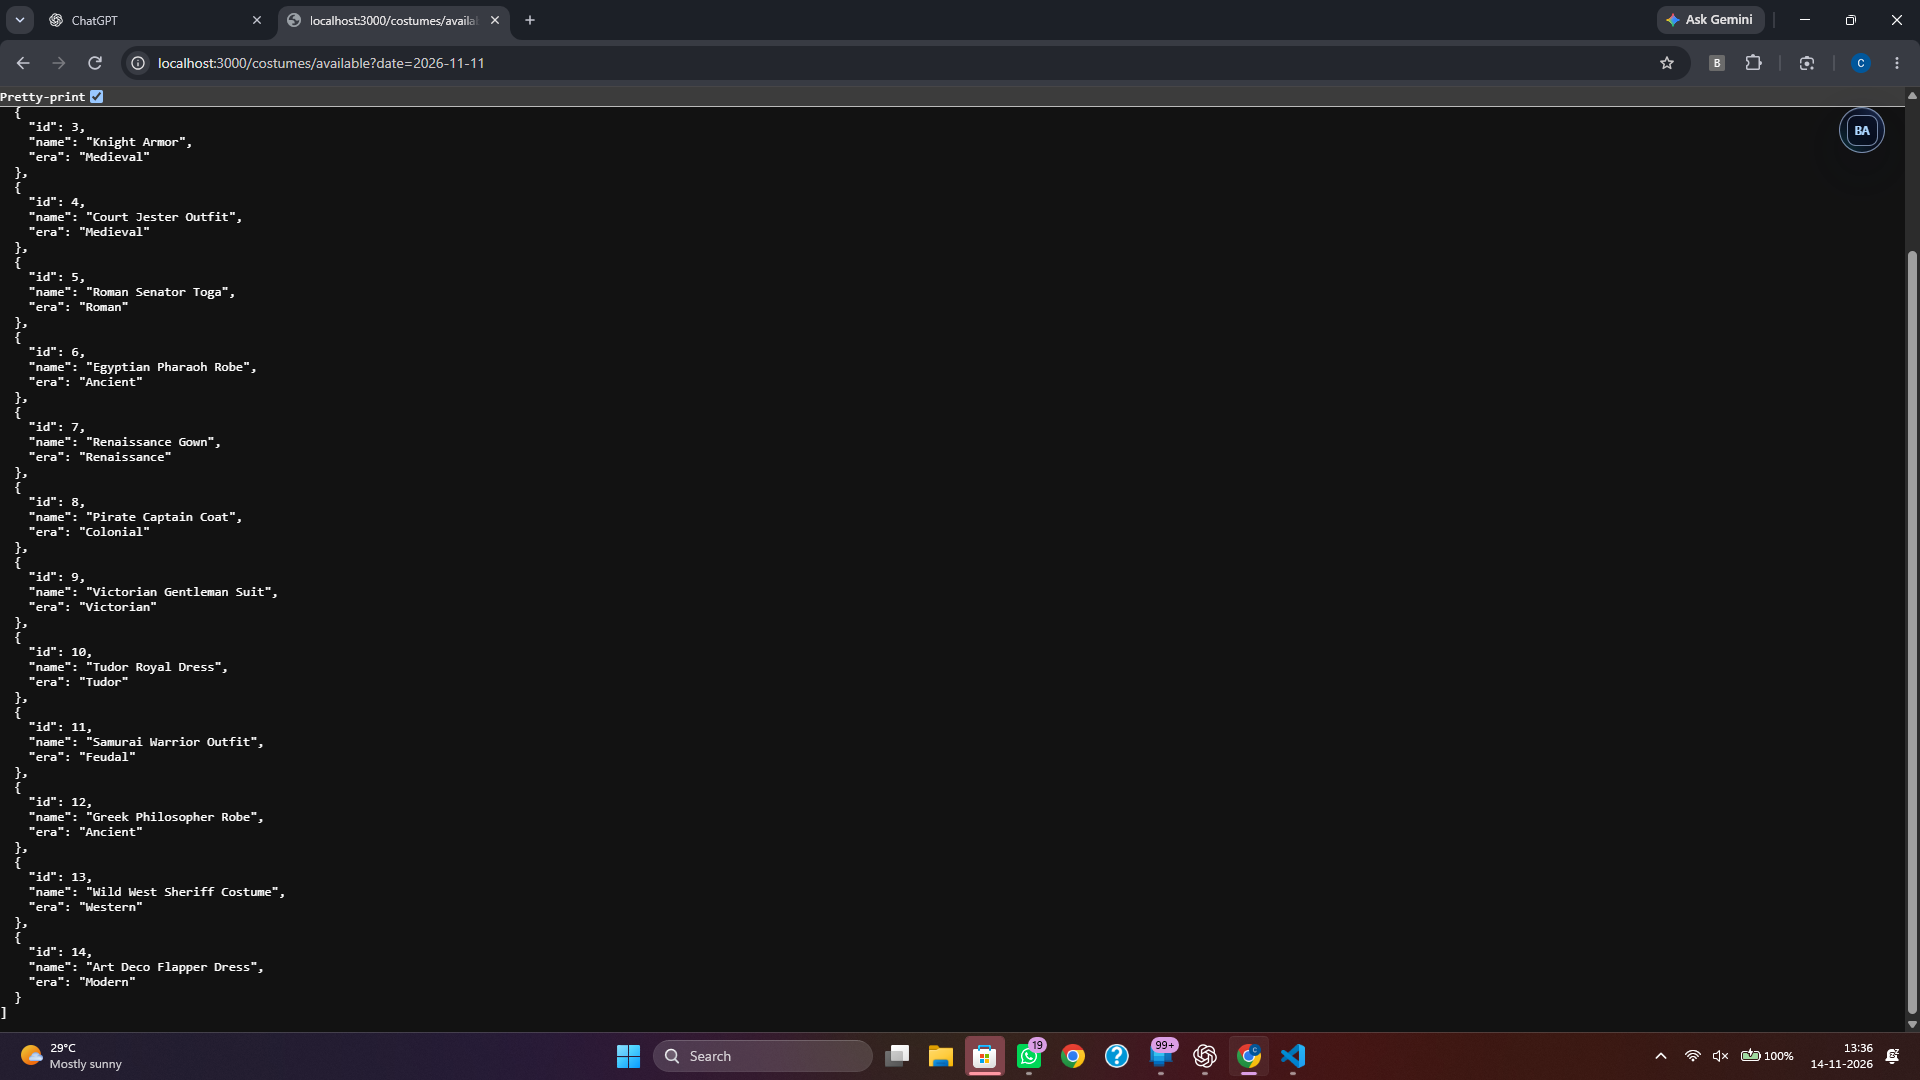 ChatGPT
localhost:3000/costumes/availa
Ask Gemini
localhost:3000/costumes/available?date=2026-11-11
B
C
Pretty-print
{
"id": 3,
"name": "Knight Armor",
"era": "Medieval"
},
{
"id": 4,
"name": "Court Jester Outfit",
"era": "Medieval"
},
{
"id": 5,
"name": "Roman Senator Toga",
"era": "Roman"
},
{
"id": 6,
"name": "Egyptian Pharaoh Robe",
"era": "Ancient"
},
{
"id": 7,
"name": "Renaissance Gown",
"era": "Renaissance"
},
{
"id": 8,
"name": "Pirate Captain Coat",
"era": "Colonial"
},
{
"id": 9,
"name": "Victorian Gentleman Suit",
"era": "Victorian"
},
{
"id": 10,
"name": "Tudor Royal Dress",
"era": "Tudor"
},
{
"id": 11,
"name": "Samurai Warrior Outfit",
"era": "Feudal"
},
{
"id": 12,
"name": "Greek Philosopher Robe",
"era": "Ancient"
},
{
"id": 13,
"name": "Wild West Sheriff Costume",
"era": "Western"
},
{
"id": 14,
"name": "Art Deco Flapper Dress",
"era": "Modern"
}
]
BA
29°C
Mostly sunny
Search
19
99+
C
100%
13:36
14-11-2026